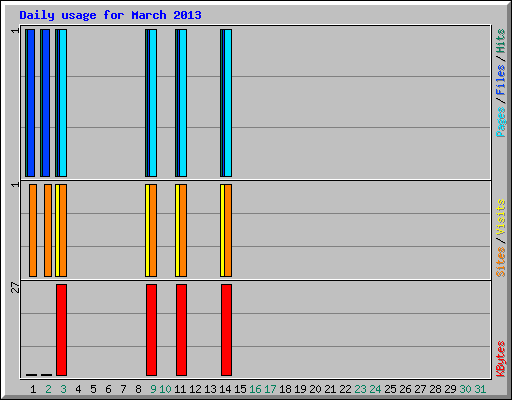 Daily usage for March 2013
1
Pages/Files/Hits
1
Sites/Visits
27
KBytes
1 2 3 4 5 6 7 8 9 10 11 12 13 14 15 16 17 18 19 20 21 22 23 24 25 26 27 28 29 30 31